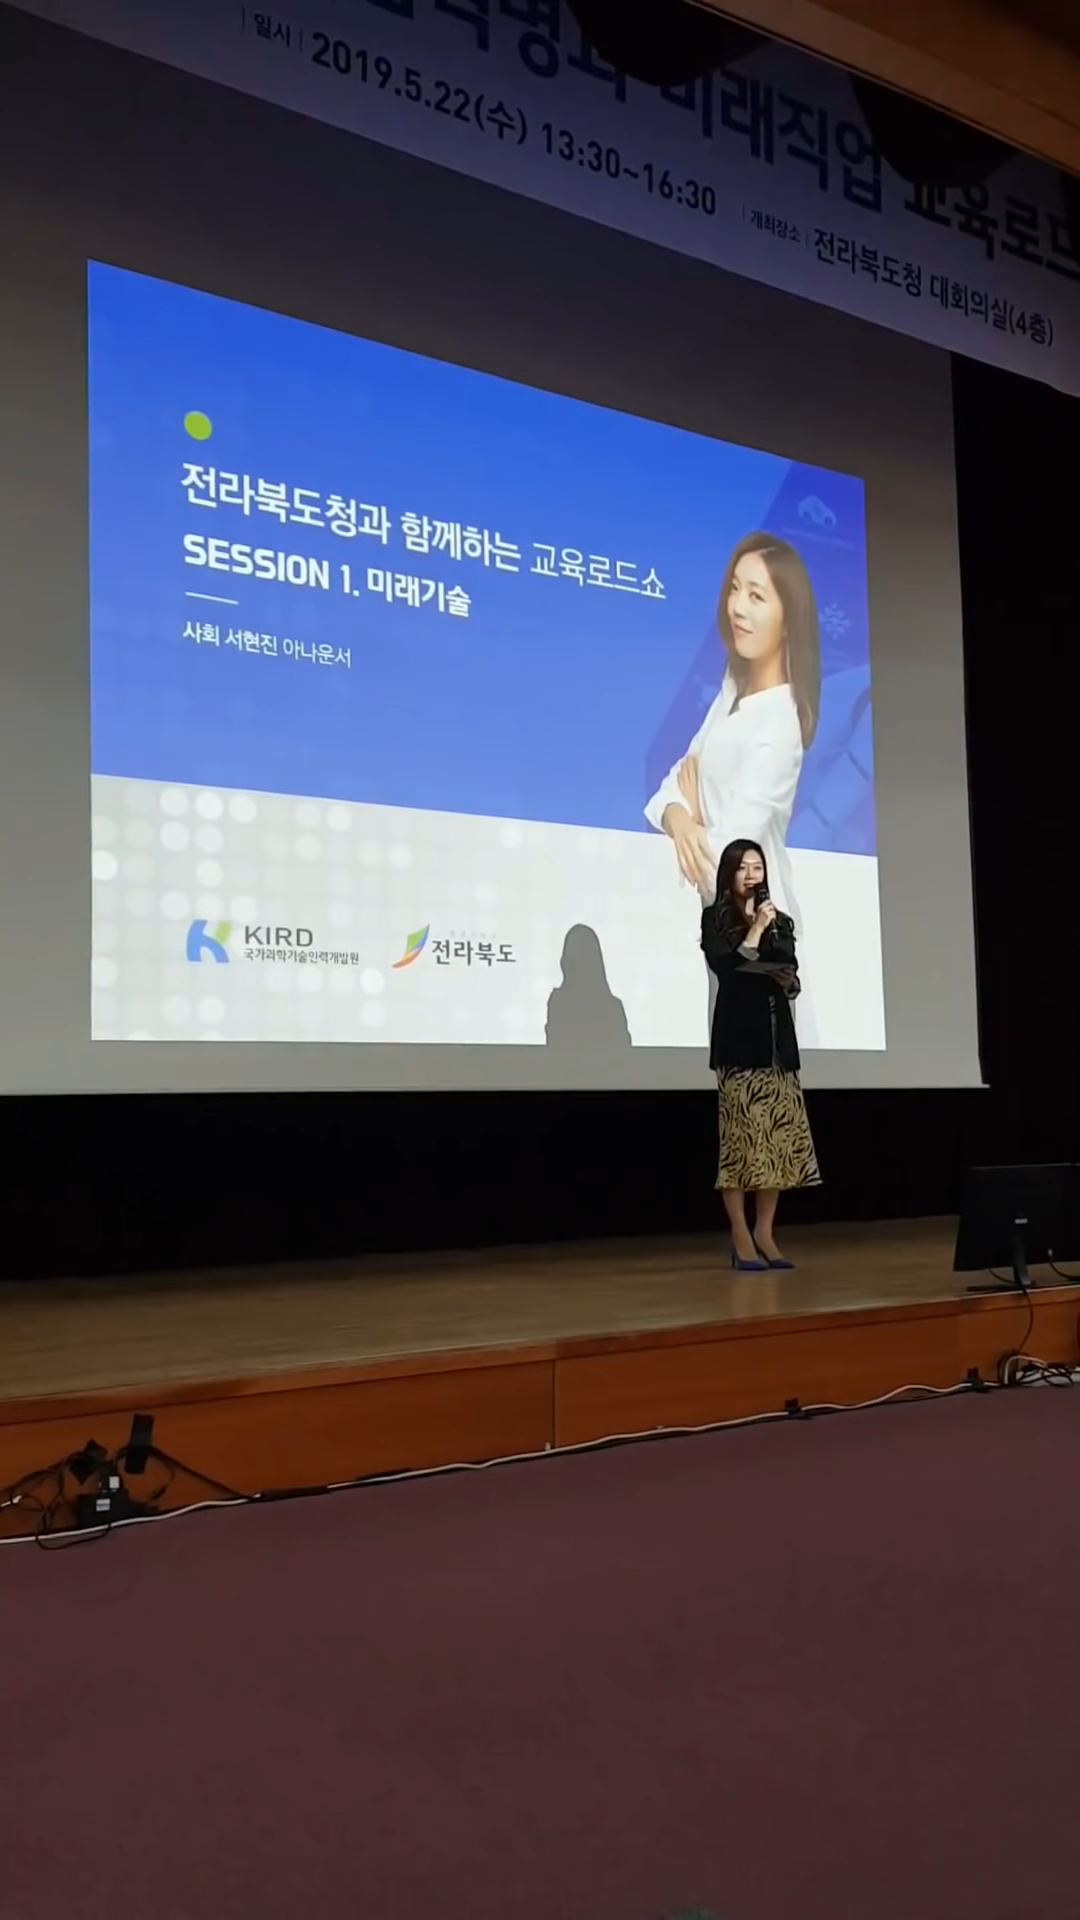 미래직업 교육로드
일시 2019.5.22(수) 13:30~16:30 개최장소 전라북도청 대회의실(4층)
전라북도청과 함께하는 교육로드쇼
SESSION 1. 미래기술
사회 서현진 아나운서
KIRD
국가과학기술인력개발원
전라북도